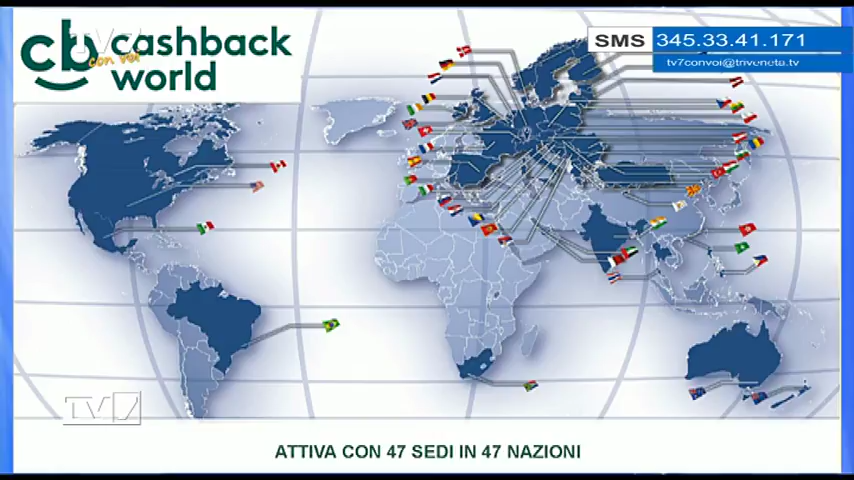 TV7
con voi
cb cashback
world
SMS 345.33.41.171
tv7convoi@triveneta.tv
TV7
ATTIVA CON 47 SEDI IN 47 NAZIONI